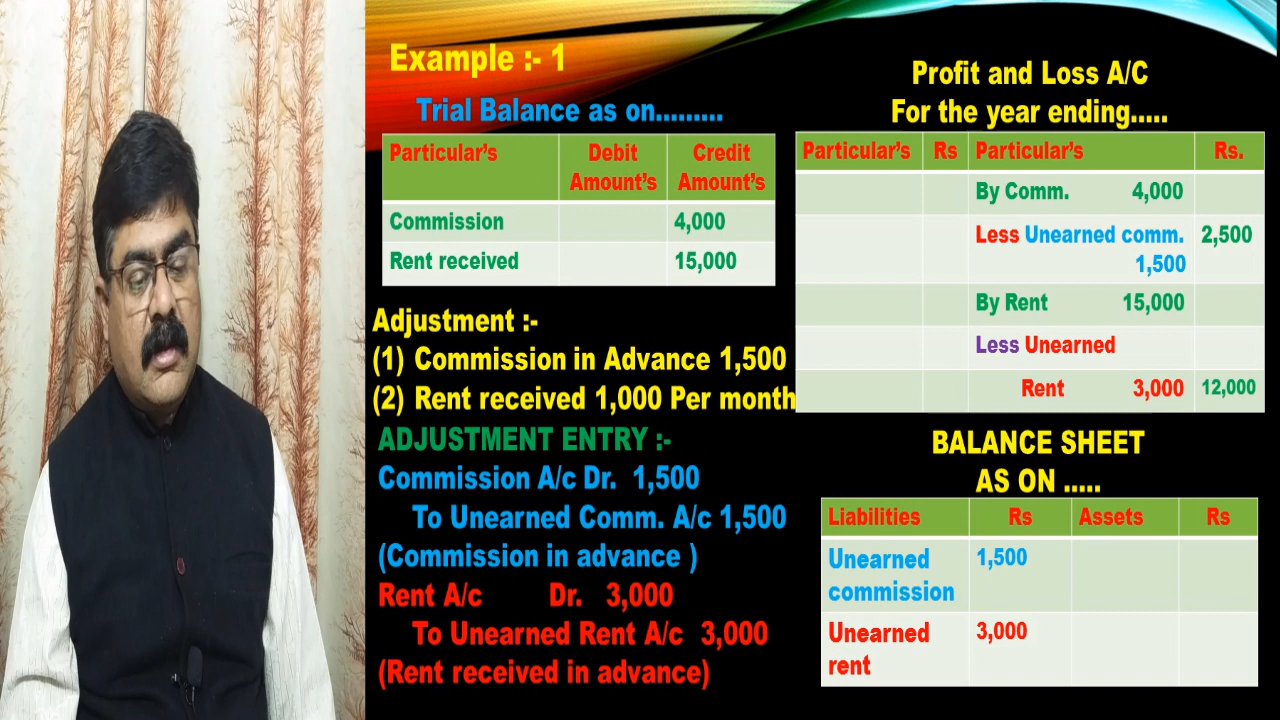 Example :- 1
Trial Balance as on.........
Particular's Debit Amount's Credit Amount's
Commission 4,000
Rent received 15,000
Adjustment :-
(1) Commission in Advance 1,500
(2) Rent received 1,000 Per month
ADJUSTMENT ENTRY :-
Commission A/c Dr. 1,500
To Unearned Comm. A/c 1,500
(Commission in advance )
Rent A/c Dr. 3,000
To Unearned Rent A/c 3,000
(Rent received in advance)
Profit and Loss A/C
For the year ending.....
Particular's Rs Particular's Rs.
By Comm. 4,000
Less Unearned comm. 2,500
1,500
By Rent 15,000
Less Unearned
Rent 3,000 12,000
BALANCE SHEET
AS ON .....
Liabilities Rs Assets Rs
Unearned 1,500
commission
Unearned 3,000
rent